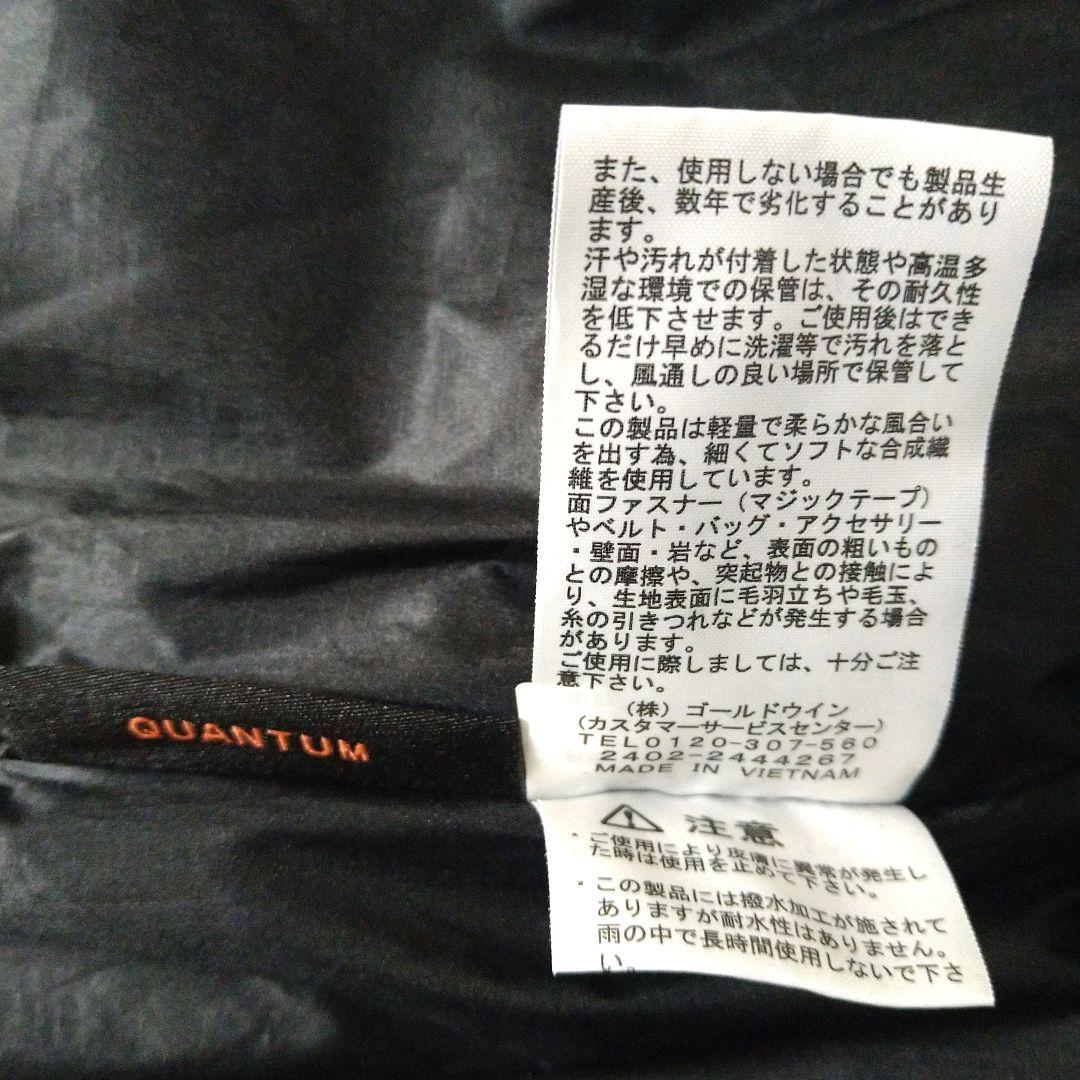 また、使用しない場合でも製品生
産後、数年で劣化することがあり
ます。
汗や汚れが付着した状態や高温多
湿な環境での保管は、その耐久性
を低下させます。ご使用後はでき
るだけ早めに洗濯等で汚れを落と
し、風通しの良い場所で保管して
下さい。
この製品は軽量で柔らかな風合い
を出す為、細くてソフトな合成繊
維を使用しています。
面ファスナー(マジックテープ)
やベルト・バッグ・アクセサリー
・壁面・岩など、表面の粗いもの
との摩擦や、突起物との接触によ
り、生地表面に毛羽立ちや毛玉、
糸の引きつれなどが発生する場合
があります。
ご使用に際しましては、十分ご注
意下さい。
(株)ゴールドウイン
(カスタマーサービスセンター)
TEL0120-307-560
2402-2444267
MADE IN VIETNAM
QUANTUM
⚠ 注意
・ご使用により皮膚に異常が発生し
た時は使用を止めて下さい。
・この製品には撥水加工が施されて
ありますが耐水性はありません。
雨の中で長時間使用しないで下さ
い。